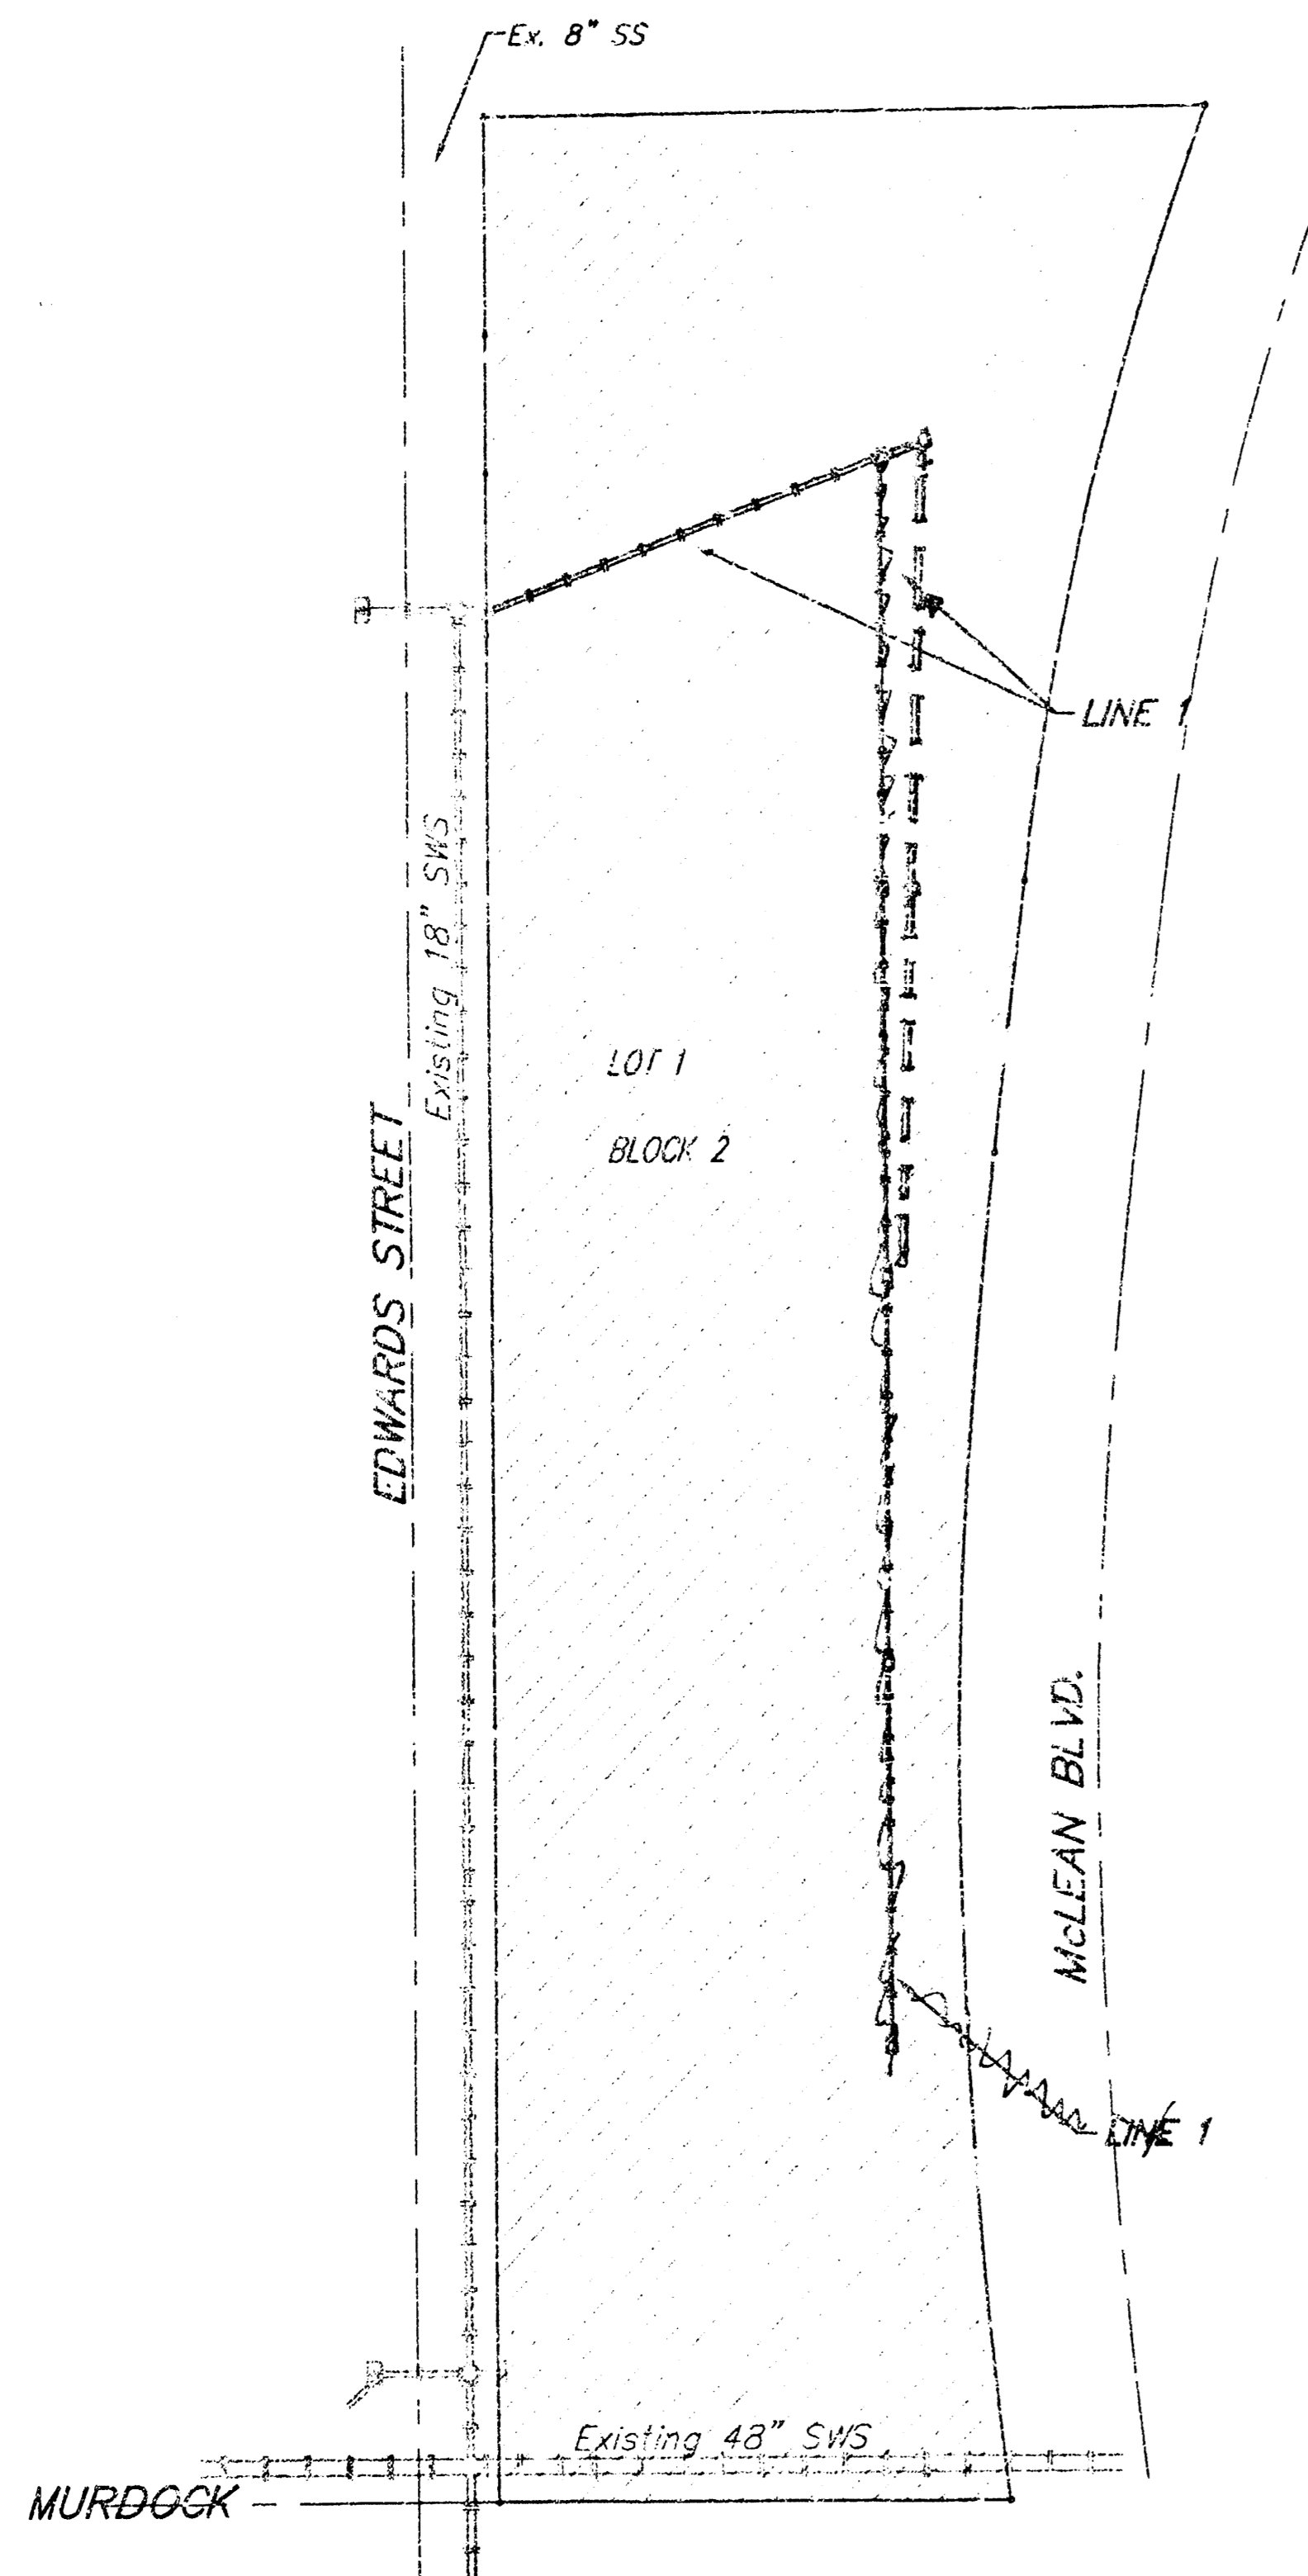 Ex. 8" SS
LINE 1
Existing 18" SWS
LOT 1
BLOCK 2
EDWARDS STREET
McLEAN BLVD.
LINE 1
Existing 48" SWS
MURDOCK